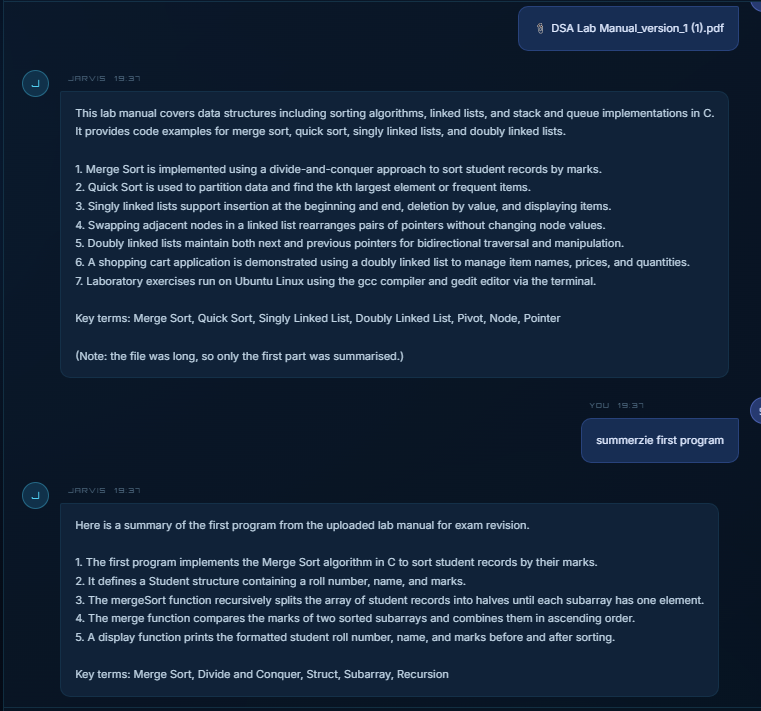 DSA Lab Manual_version_1 (1).pdf
JARVIS 19:37
This lab manual covers data structures including sorting algorithms, linked lists, and stack and queue implementations in C.
It provides code examples for merge sort, quick sort, singly linked lists, and doubly linked lists.
1. Merge Sort is implemented using a divide-and-conquer approach to sort student records by marks.
2. Quick Sort is used to partition data and find the kth largest element or frequent items.
3. Singly linked lists support insertion at the beginning and end, deletion by value, and displaying items.
4. Swapping adjacent nodes in a linked list rearranges pairs of pointers without changing node values.
5. Doubly linked lists maintain both next and previous pointers for bidirectional traversal and manipulation.
6. A shopping cart application is demonstrated using a doubly linked list to manage item names, prices, and quantities.
7. Laboratory exercises run on Ubuntu Linux using the gcc compiler and gedit editor via the terminal.
Key terms: Merge Sort, Quick Sort, Singly Linked List, Doubly Linked List, Pivot, Node, Pointer
(Note: the file was long, so only the first part was summarised.)
YOU 19:37
summerzie first program
JARVIS 19:37
Here is a summary of the first program from the uploaded lab manual for exam revision.
1. The first program implements the Merge Sort algorithm in C to sort student records by their marks.
2. It defines a Student structure containing a roll number, name, and marks.
3. The mergeSort function recursively splits the array of student records into halves until each subarray has one element.
4. The merge function compares the marks of two sorted subarrays and combines them in ascending order.
5. A display function prints the formatted student roll number, name, and marks before and after sorting.
Key terms: Merge Sort, Divide and Conquer, Struct, Subarray, Recursion